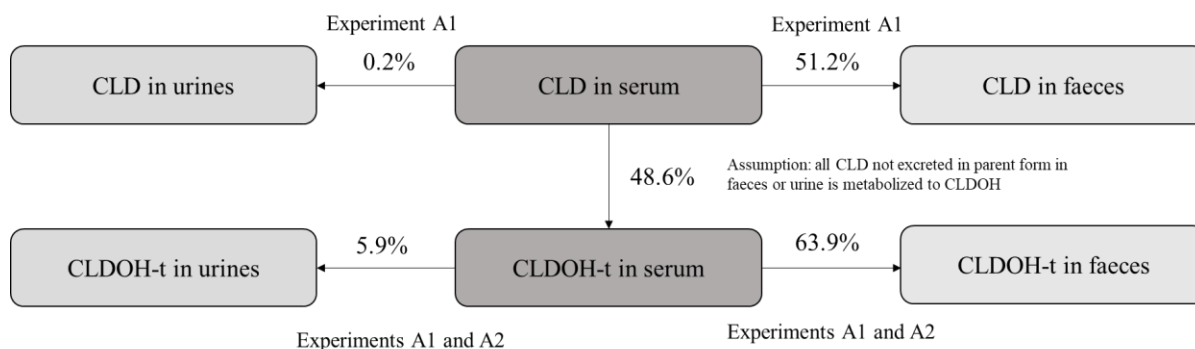 Experiment A1
Experiment A1
0.2%
51.2%
CLD in urines
CLD in serum
CLD in faeces
48.6%
Assumption: all CLD not excreted in parent form in
faeces or urine is metabolized to CLDOH
5.9%
63.9%
CLDOH-t in urines
CLDOH-t in serum
CLDOH-t in faeces
Experiments A1 and A2
Experiments A1 and A2